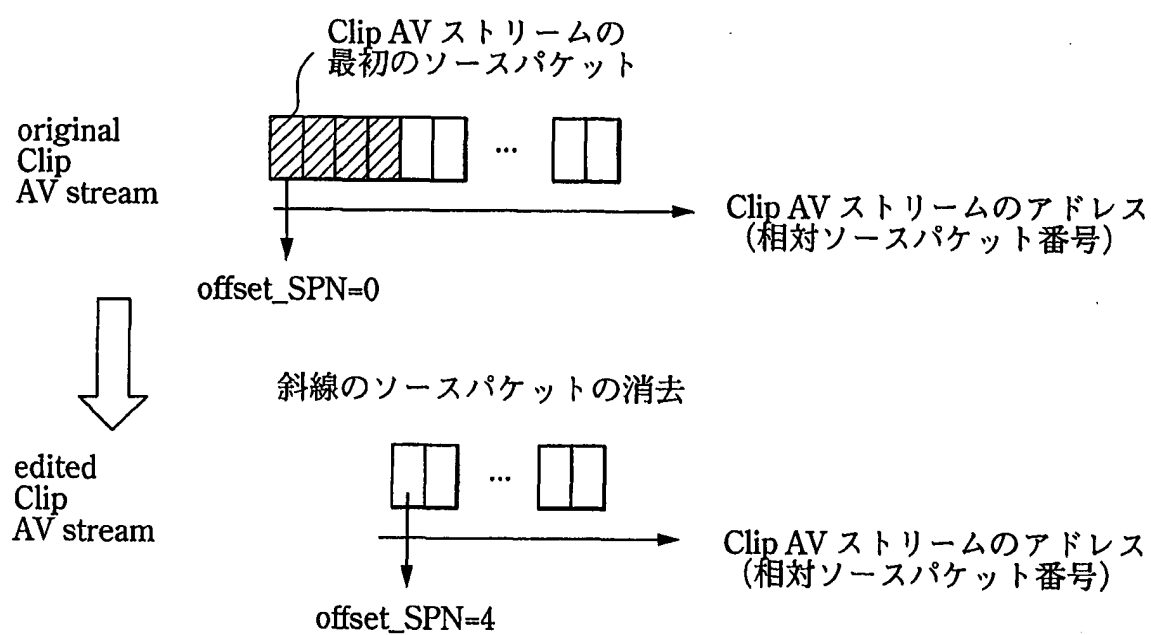 Clip AV ストリームの
最初のソースパケット
original
Clip
AV stream
...
Clip AV ストリームのアドレス
（相対ソースパケット番号）
offset_SPN=0
斜線のソースパケットの消去
edited
Clip
AV stream
...
Clip AV ストリームのアドレス
（相対ソースパケット番号）
offset_SPN=4